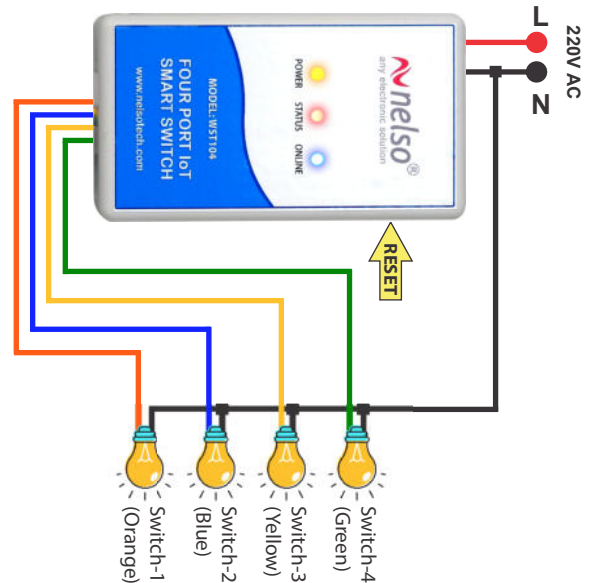 L
220V AC
N
nelso®
any electronic solution
POWER
STATUS
ONLINE
MODEL: WST104
FOUR PORT IoT
SMART SWITCH
www.nelsotech.com
RESET
Switch-1
(Orange)
Switch-2
(Blue)
Switch-3
(Yellow)
Switch-4
(Green)